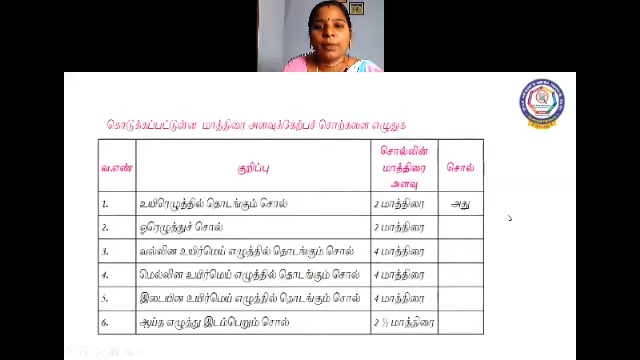 கொடுக்கப்பட்டுள்ள மாத்திரை அளவுக்கேற்பச் சொற்களை எழுதுக
வ.எண் குறிப்பு சொல்லின் மாத்திரை அளவு சொல்
1. உயிரெழுத்தில் தொடங்கும் சொல் 2 மாத்திரை அது
2. ஓரெழுத்துச் சொல் 2 மாத்திரை
3. வல்லின உயிர்மெய் எழுத்தில் தொடங்கும் சொல் 4 மாத்திரை
4. மெல்லின உயிர்மெய் எழுத்தில் தொடங்கும் சொல் 4 மாத்திரை
5. இடையின உயிர்மெய் எழுத்தில் தொடங்கும் சொல் 4 மாத்திரை
6. ஆய்த எழுத்து இடம்பெறும் சொல் 2 ½ மாத்திரை